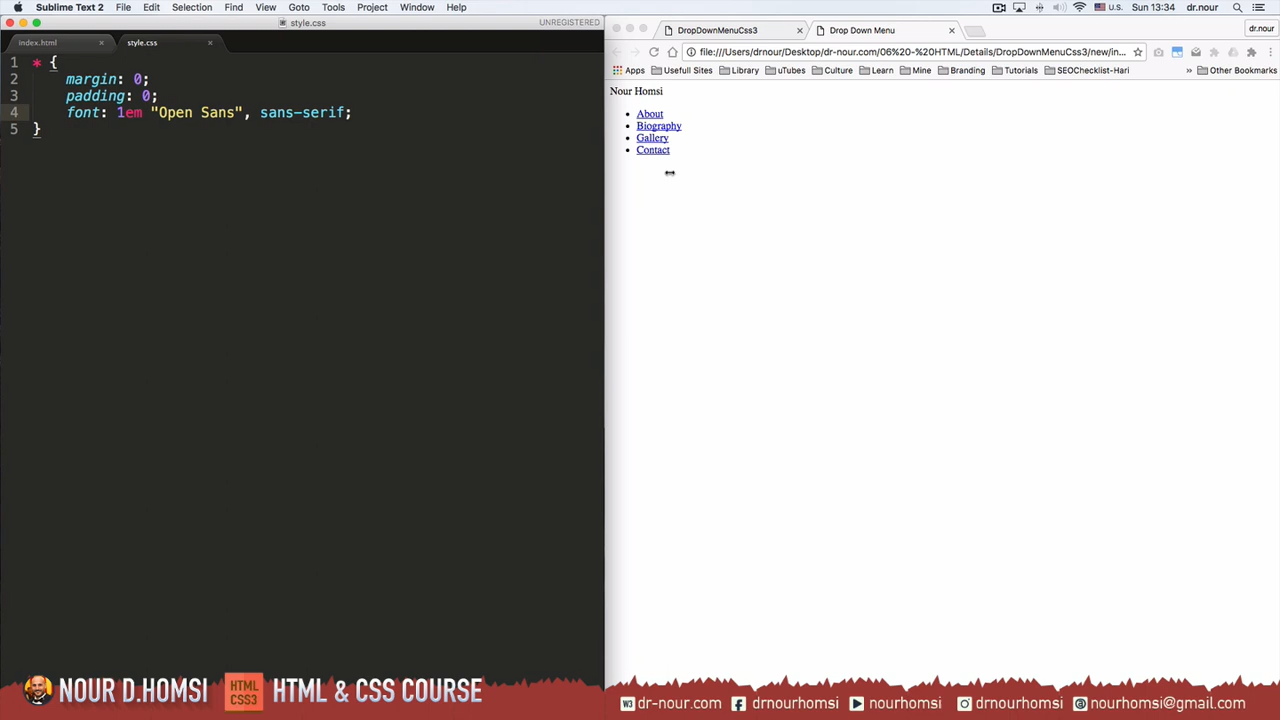 Sublime Text 2 File Edit Selection Find View Goto Tools Project Window Help U.S. Sun 13:34 dr.nour
style.css UNREGISTERED
index.html style.css
1 * {
2 margin: 0;
3 padding: 0;
4 font: 1em "Open Sans", sans-serif;
5 }
DropDownMenuCss3 Drop Down Menu dr.nour
file:///Users/drnour/Desktop/dr-nour.com/06%20-%20HTML/Details/DropDownMenuCss3/new/in...
Apps Usefull Sites Library uTubes Culture Learn Mine Branding Tutorials SEOChecklist-Hari » Other Bookmarks
Nour Homsi
• About
• Biography
• Gallery
• Contact
NOUR D.HOMSI HTML CSS3 HTML & CSS COURSE
W3 dr-nour.com drnourhomsi nourhomsi drnourhomsi @ nourhomsi@gmail.com